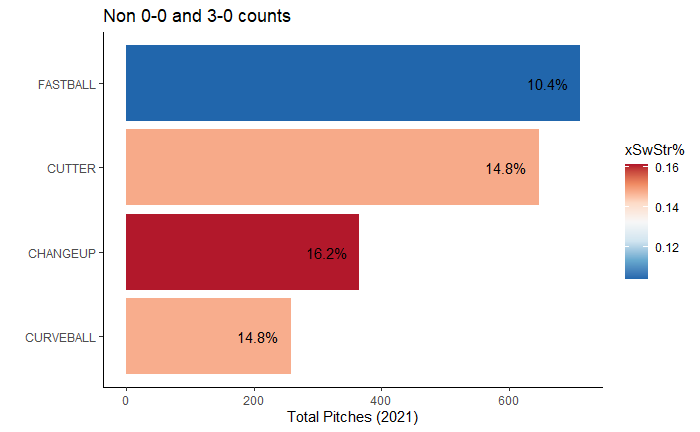 Non 0-0 and 3-0 counts
FASTBALL
10.4%
CUTTER
14.8%
CHANGEUP
16.2%
CURVEBALL
14.8%
0
200
400
600
Total Pitches (2021)
xSwStr%
0.16
0.14
0.12